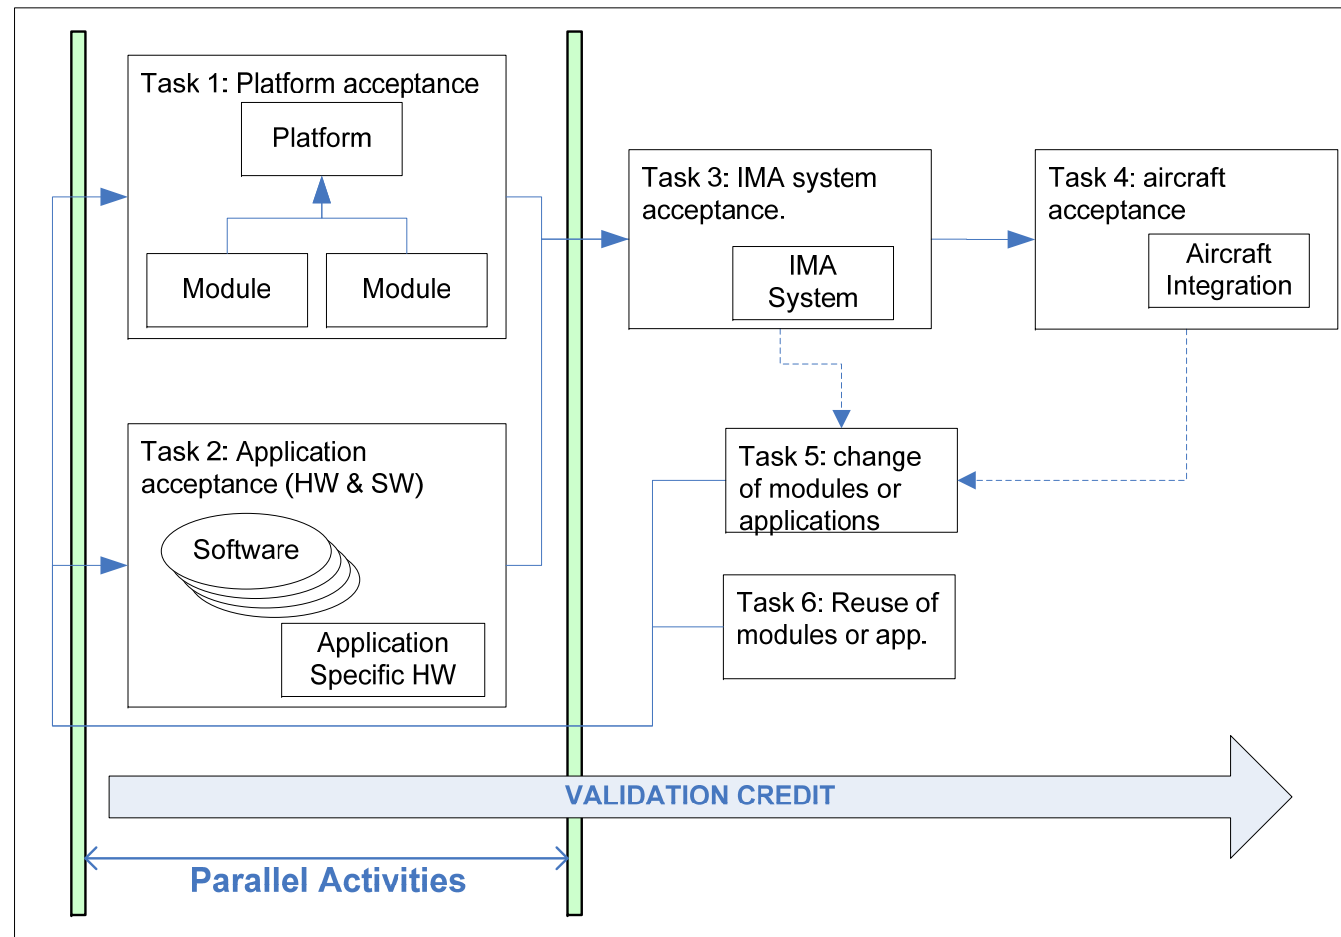 Task 1: Platform acceptance
Platform
Module
Module
Task 2: Application
acceptance (HW & SW)
Software
Application
Specific HW
Task 3: IMA system
acceptance.
IMA
System
Task 4: aircraft
acceptance
Aircraft
Integration
Task 5: change
of modules or
applications
Task 6: Reuse of
modules or app.
VALIDATION CREDIT
Parallel Activities